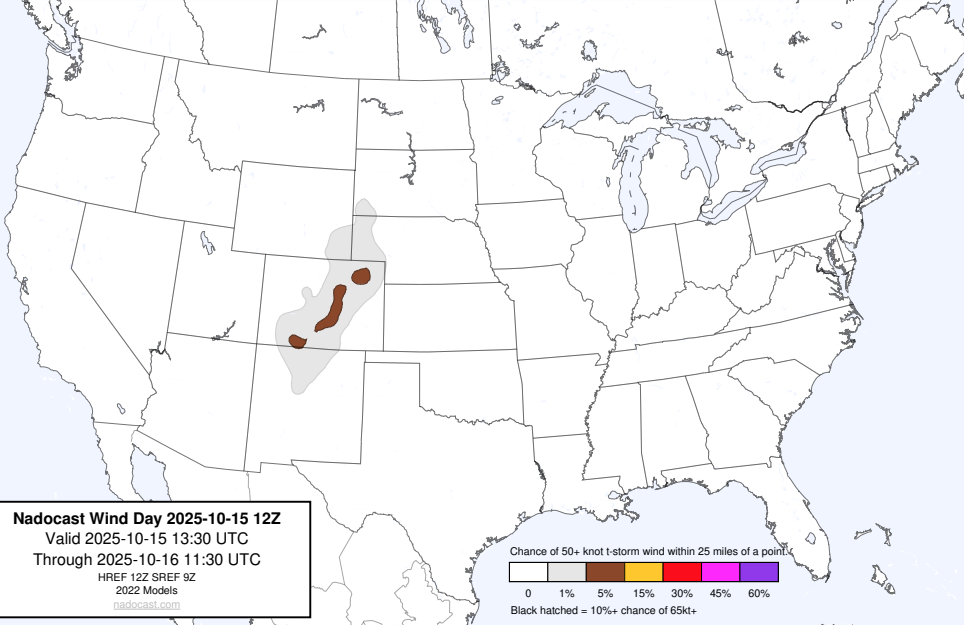 Nadocast Wind Day 2025-10-15 12Z
Valid 2025-10-15 13:30 UTC
Through 2025-10-16 11:30 UTC
HREF 12Z SREF 9Z
2022 Models
nadocast.com
Chance of 50+ knot t-storm wind within 25 miles of a point.
0 1% 5% 15% 30% 45% 60%
Black hatched = 10%+ chance of 65kt+